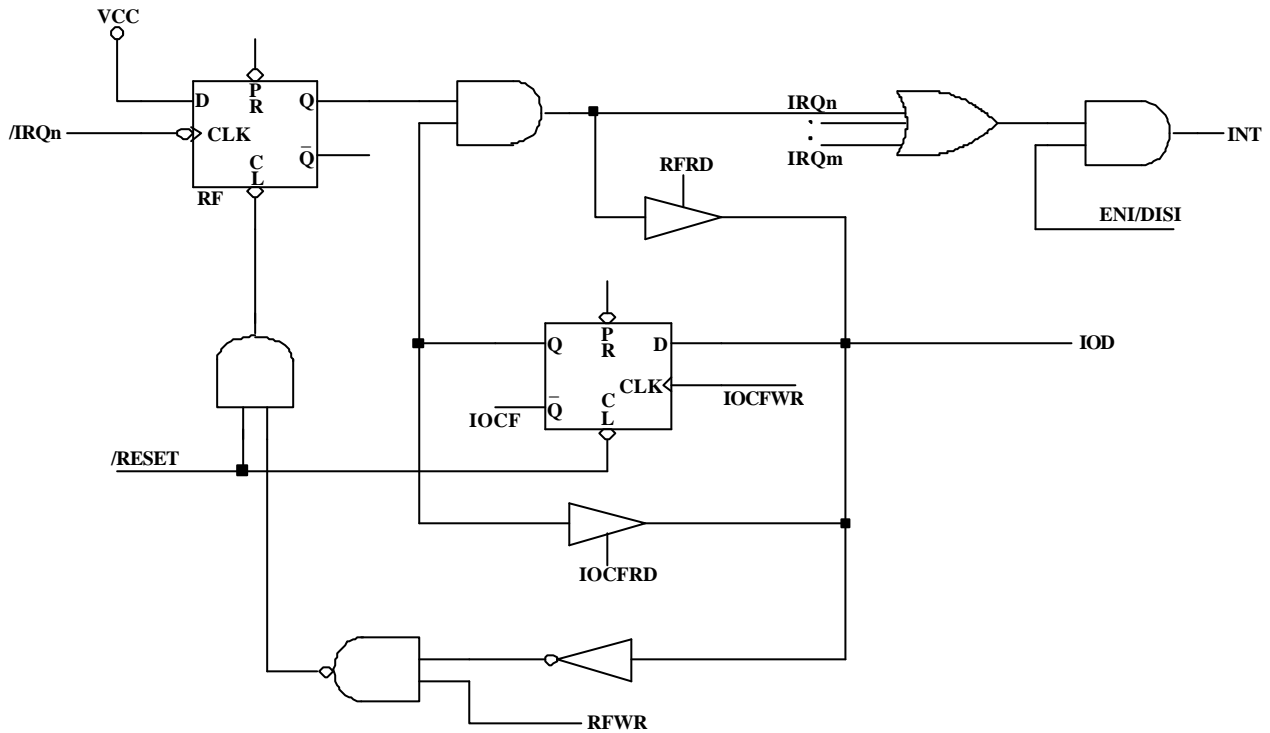 VCC
D
P
R
Q
/IRQn
CLK
C
L
Q
RF
IRQn
IRQm
INT
RFRD
ENI/DISI
Q
P
R
D
IOD
CLK
IOCFWR
IOCF
Q
C
L
/RESET
IOCFRD
RFWR